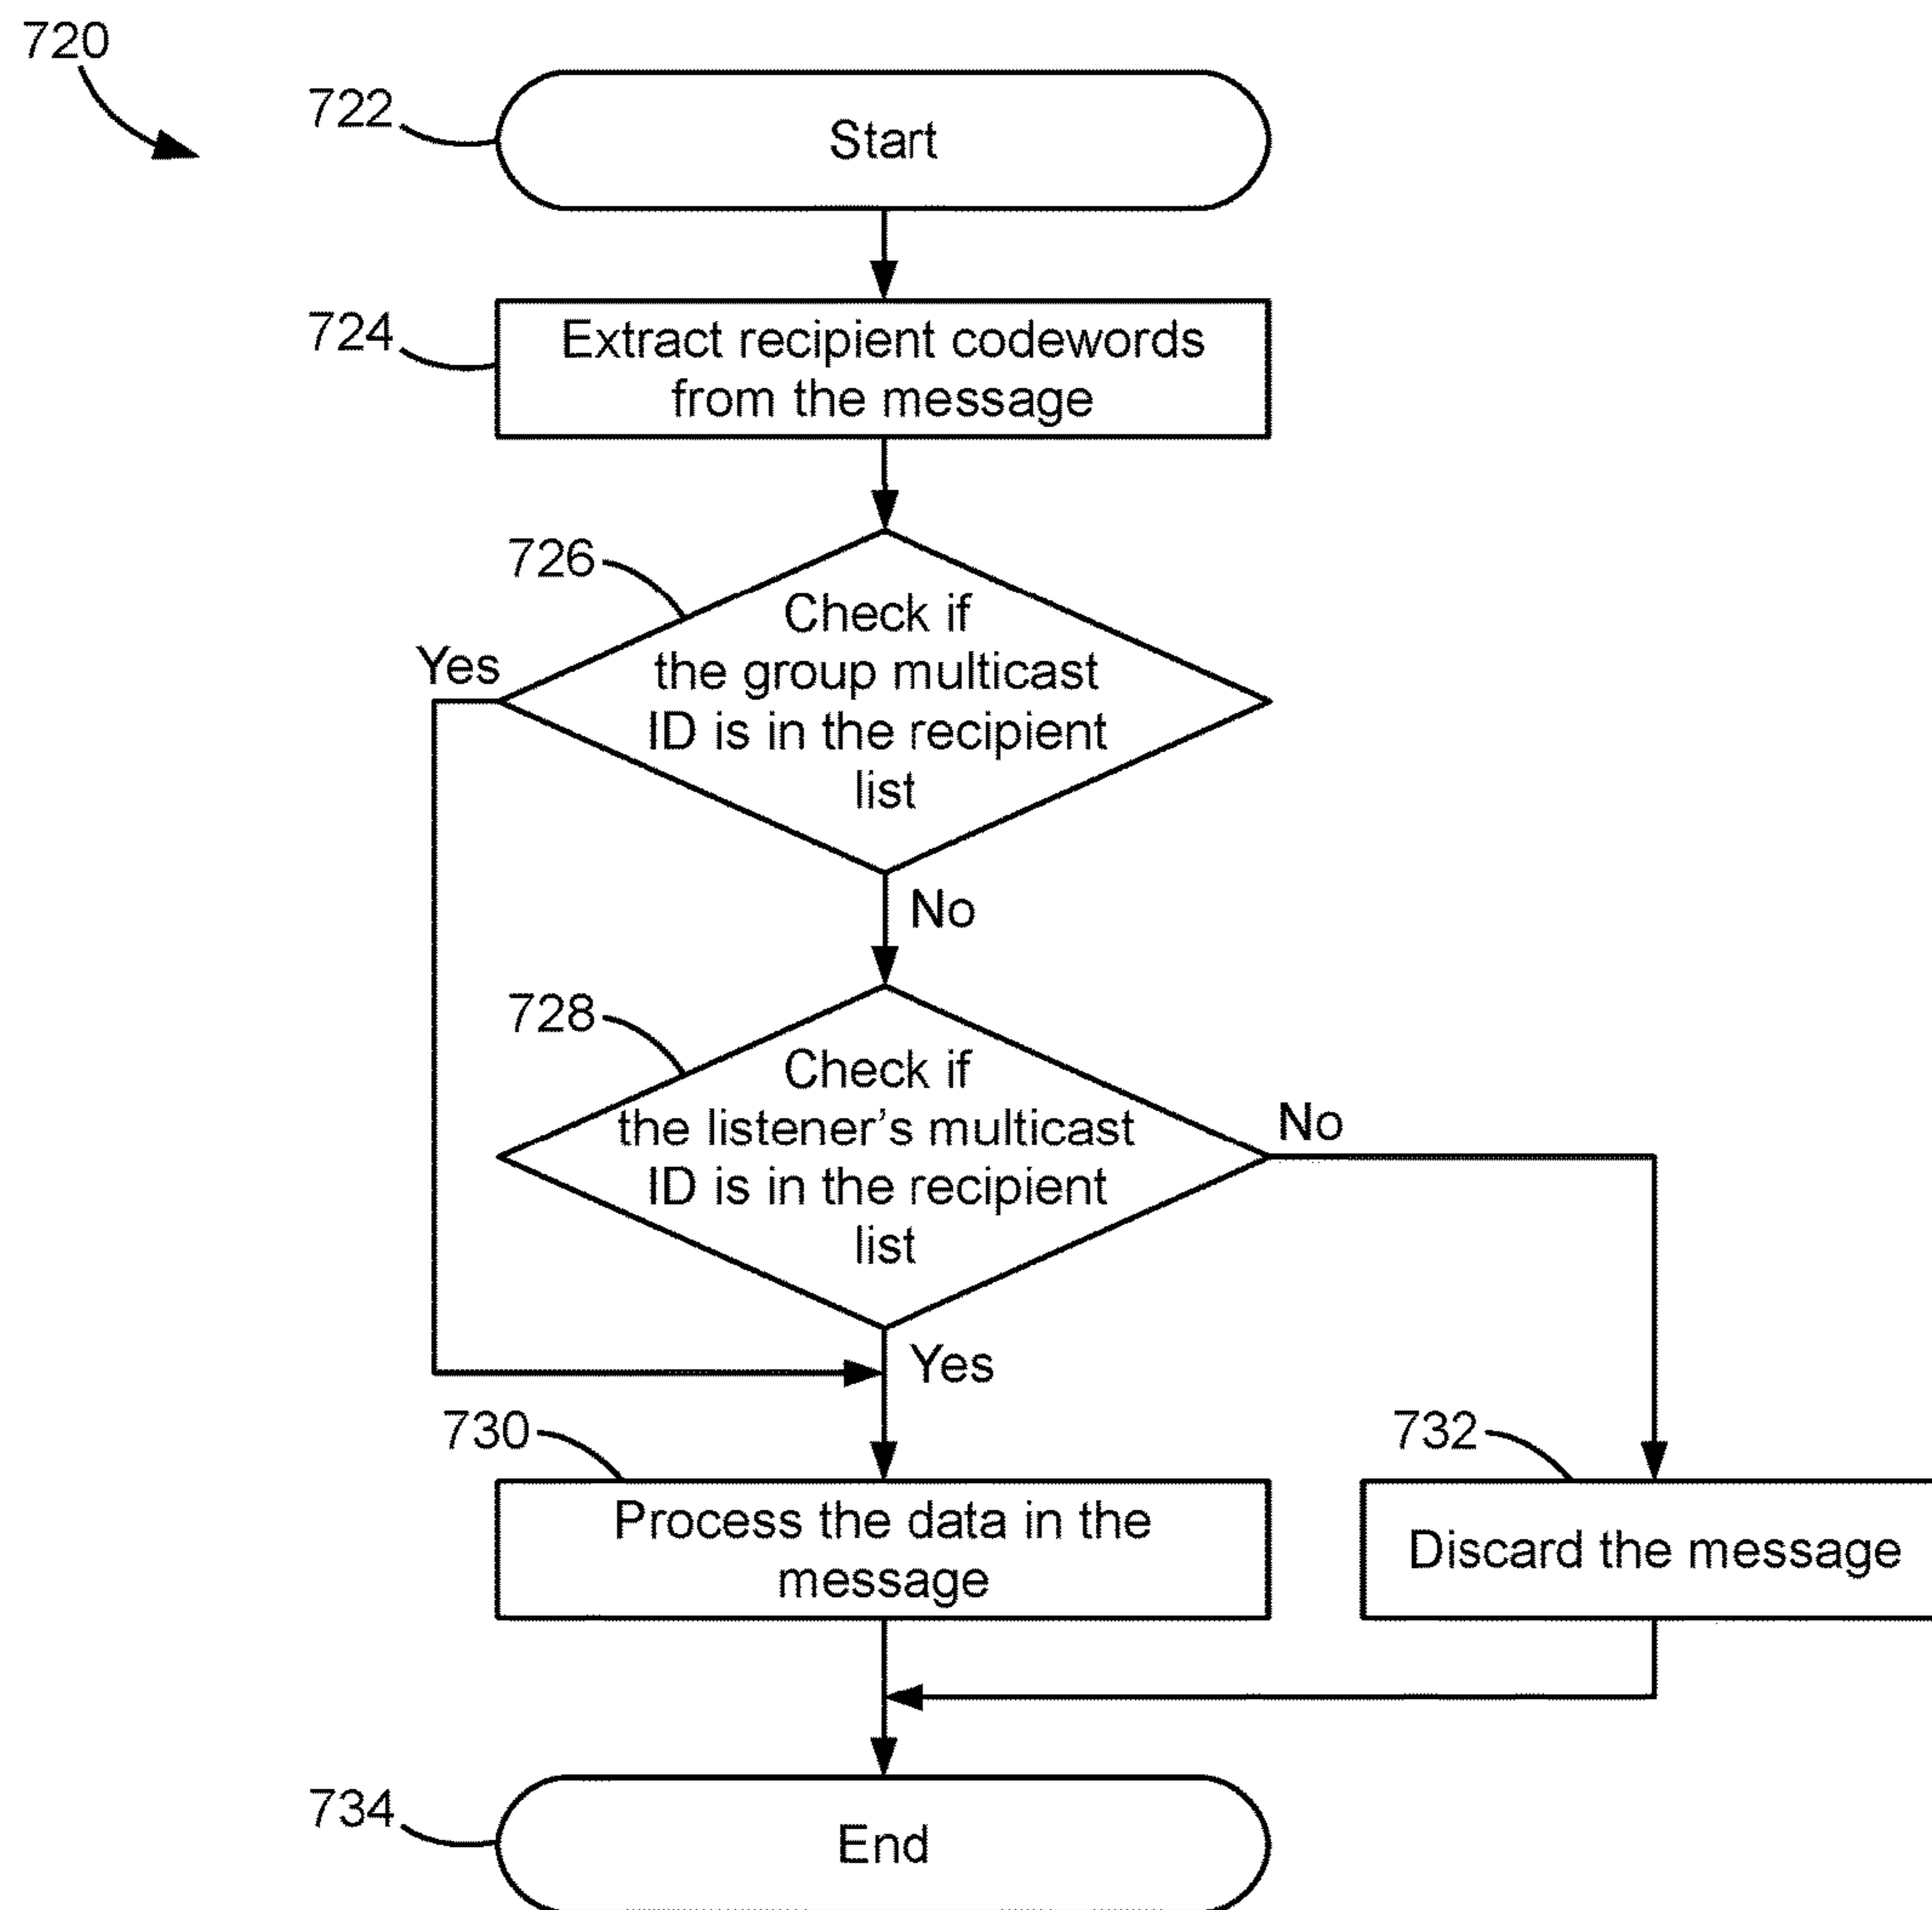 720
722
Start
724
Extract recipient codewords
from the message
726
Check if
the group multicast
ID is in the recipient
list
Yes
No
728
Check if
the listener's multicast
ID is in the recipient
list
No
Yes
730
Process the data in the
message
732
Discard the message
734
End